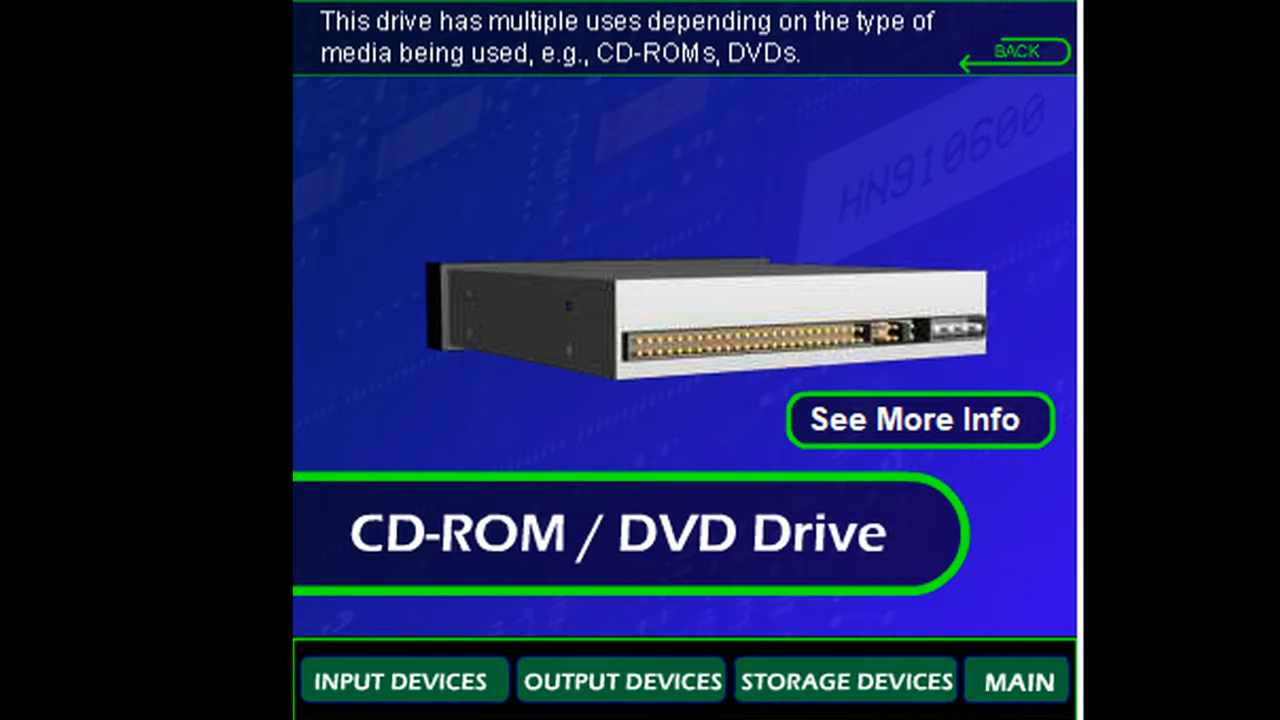 This drive has multiple uses depending on the type of
media being used, e.g., CD-ROMs, DVDs.
BACK
HN910600
See More Info
CD-ROM / DVD Drive
INPUT DEVICES
OUTPUT DEVICES
STORAGE DEVICES
MAIN